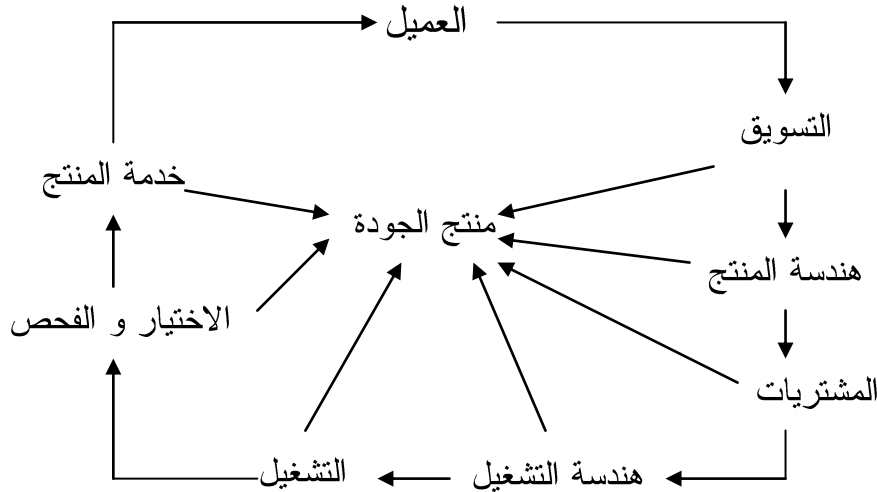 العميل
التسويق
خدمة المنتج
منتج الجودة
هندسة المنتج
الاختيار و الفحص
المشتريات
هندسة التشغيل
التشغيل